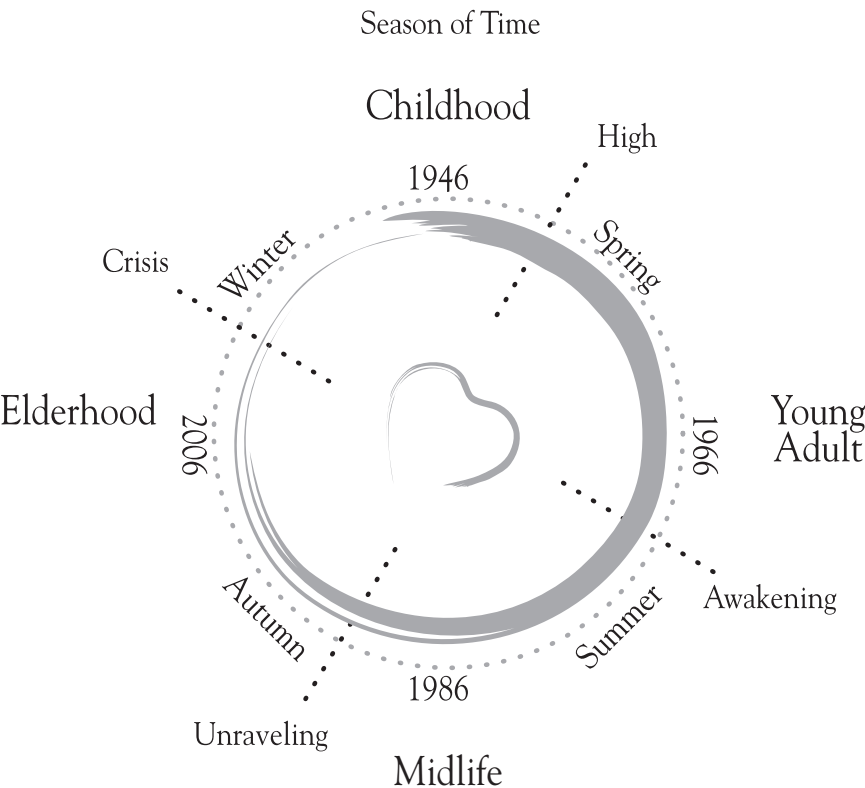 Season of Time
Childhood
High
1946
Spring
Winter
Crisis
Elderhood
2006
1966
Young
Adult
Awakening
Summer
Autumn
1986
Unraveling
Midlife